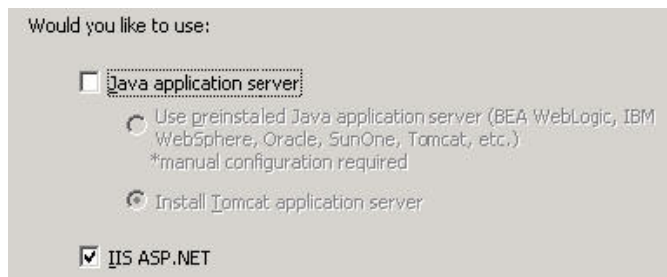 Would you like to use:
Java application server
Use preinstaled Java application server (BEA WebLogic, IBM
WebSphere, Oracle, SunOne, Tomcat, etc.)
*manual configuration required
Install Tomcat application server
IIS ASP.NET